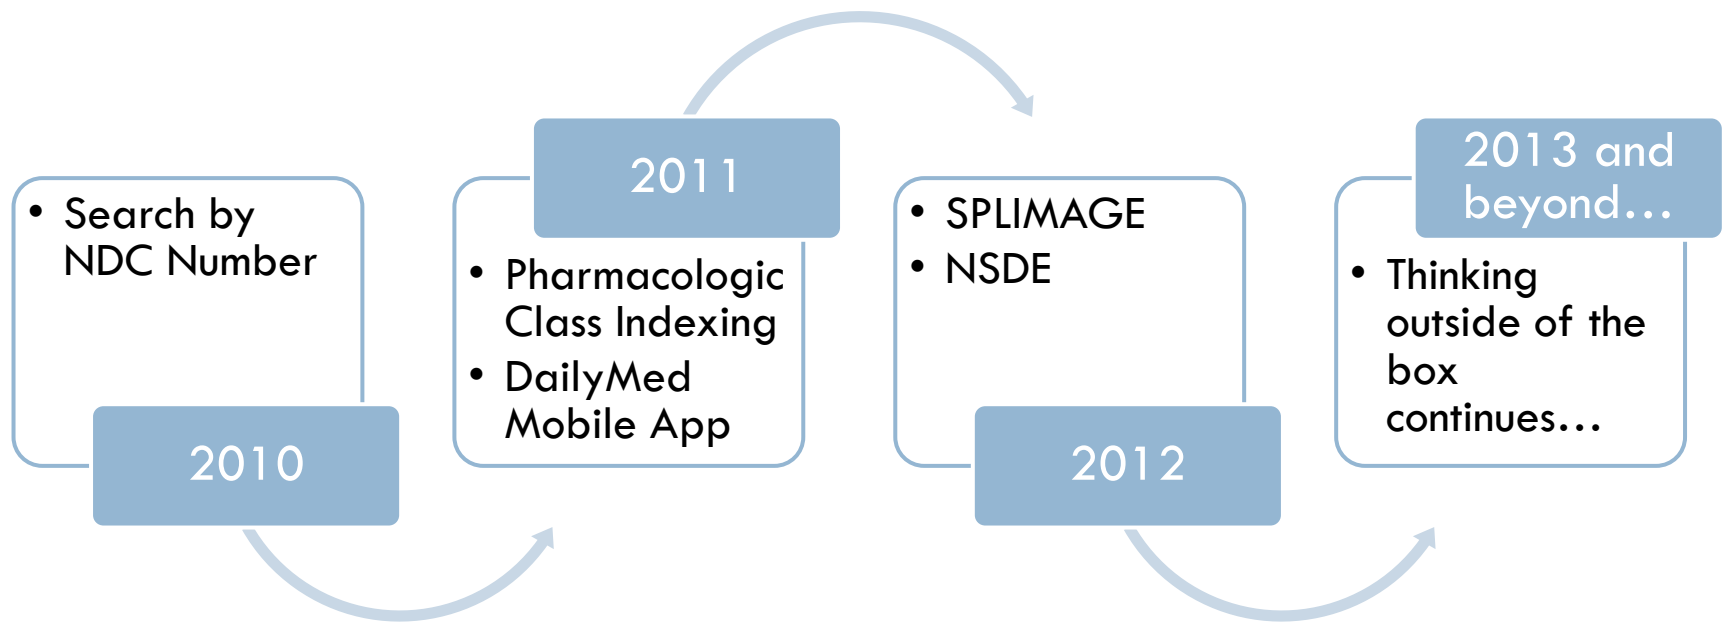 • Search by
NDC Number
2010
2011
• Pharmacologic
Class Indexing
• DailyMed
Mobile App
• SPLIMAGE
• NSDE
2012
2013 and
beyond...
• Thinking
outside of the
box
continues...